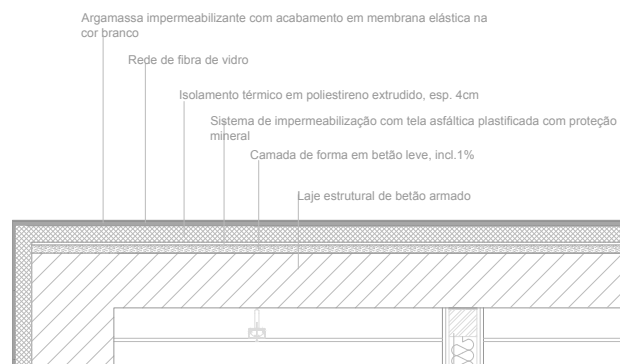 Argamassa impermeabilizante com acabamento em membrana elástica na
cor branco
Rede de fibra de vidro
Isolamento térmico em poliestireno extrudido, esp. 4cm
Sistema de impermeabilização com tela asfáltica plastificada com proteção
mineral
Camada de forma em betão leve, incl.1%
Laje estrutural de betão armado